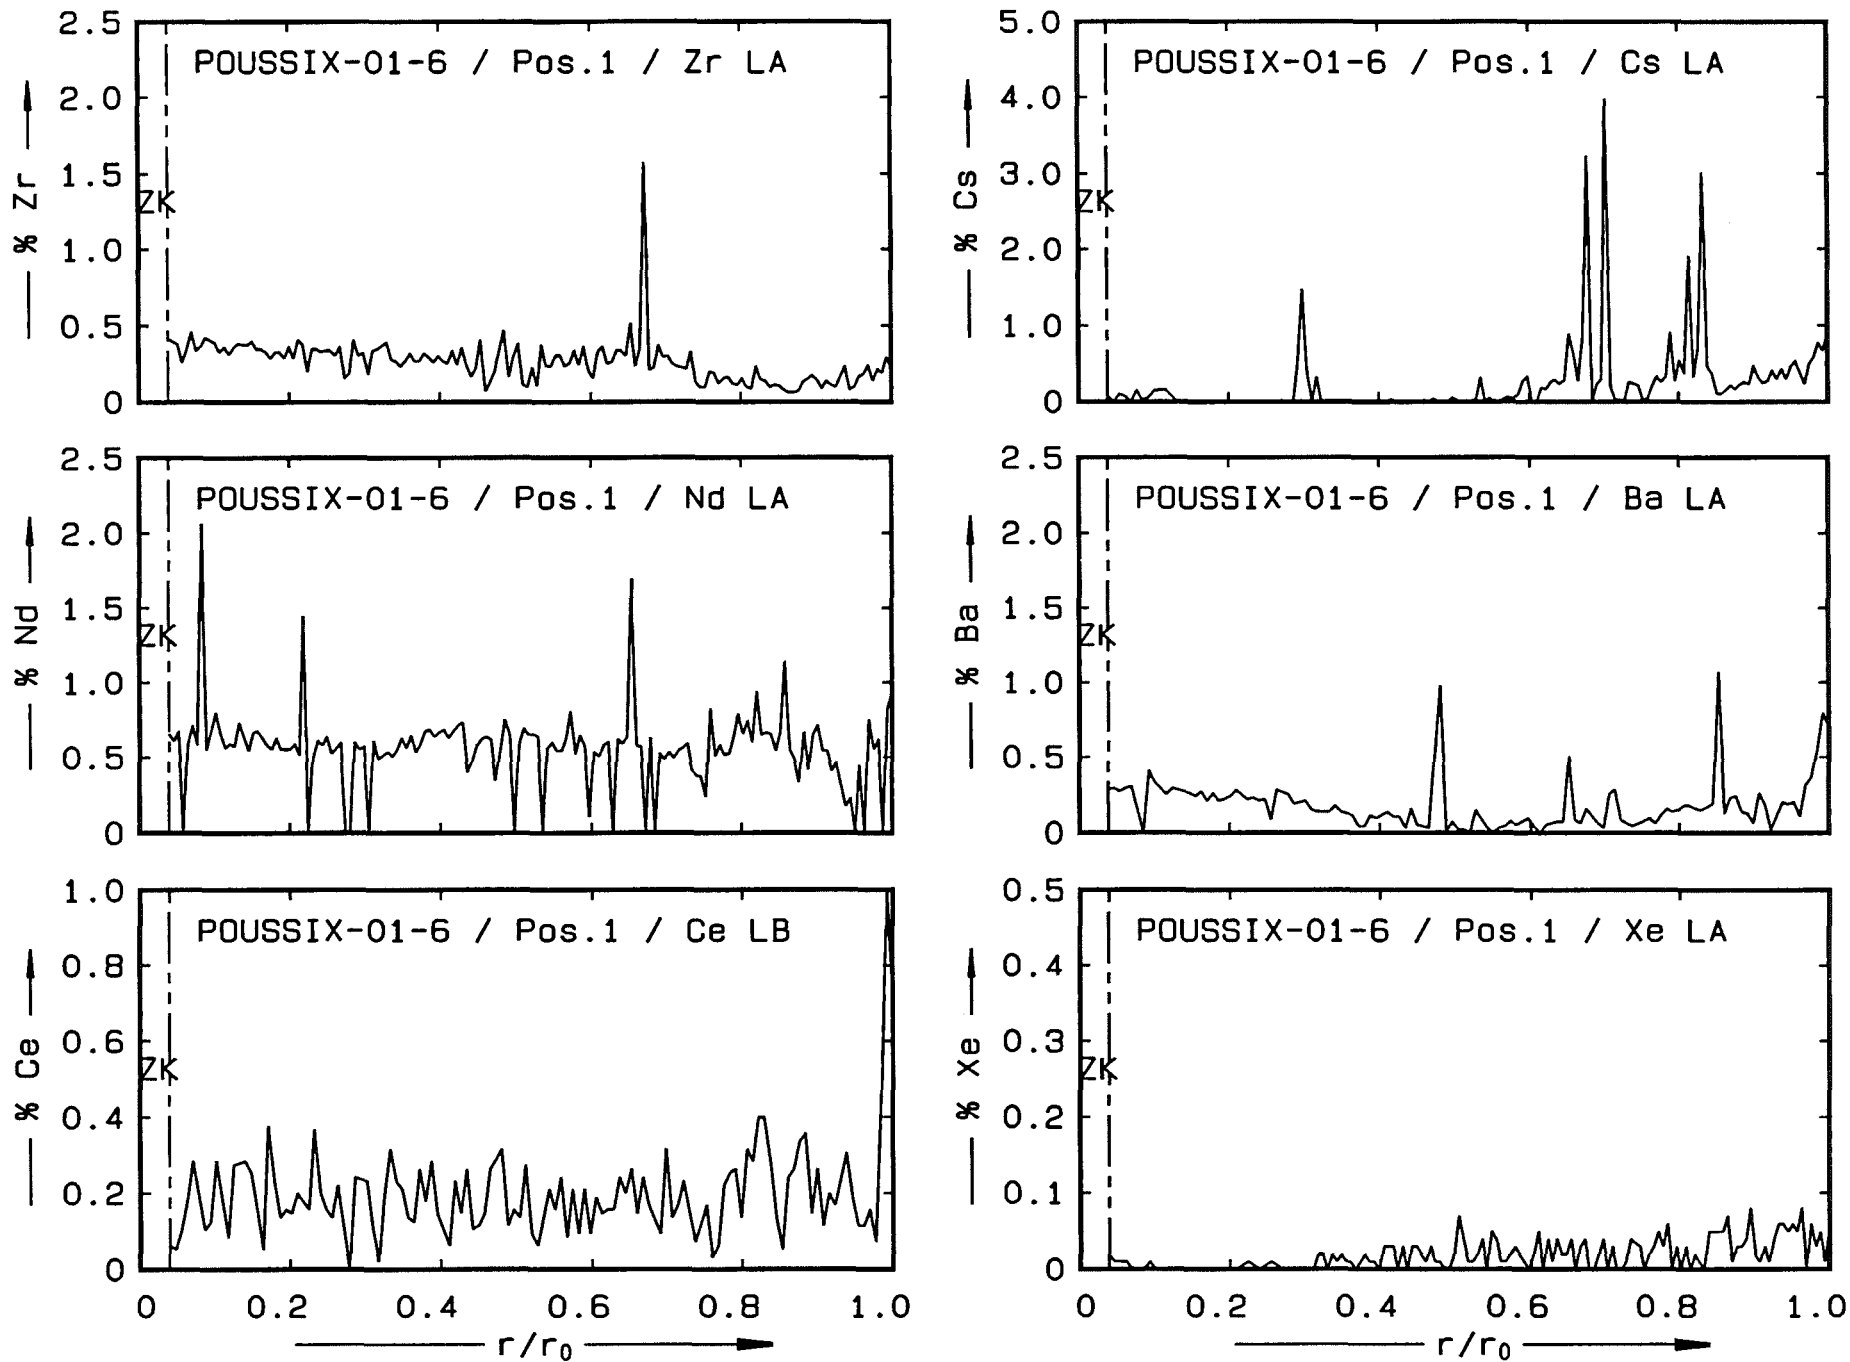 POUSSIX-01-6 / Pos.1 / Zr LA
% Zr
2.5
2.0
1.5
1.0
0.5
0
ZK
POUSSIX-01-6 / Pos.1 / Cs LA
% Cs
5.0
4.0
3.0
2.0
1.0
0
ZK
POUSSIX-01-6 / Pos.1 / Nd LA
% Nd
2.5
2.0
1.5
1.0
0.5
0
ZK
POUSSIX-01-6 / Pos.1 / Ba LA
% Ba
2.5
2.0
1.5
1.0
0.5
0
ZK
POUSSIX-01-6 / Pos.1 / Ce LB
% Ce
1.0
0.8
0.6
0.4
0.2
0
ZK
0 0.2 0.4 0.6 0.8 1.0
r/r₀
POUSSIX-01-6 / Pos.1 / Xe LA
% Xe
0.5
0.4
0.3
0.2
0.1
0
ZK
0 0.2 0.4 0.6 0.8 1.0
r/r₀